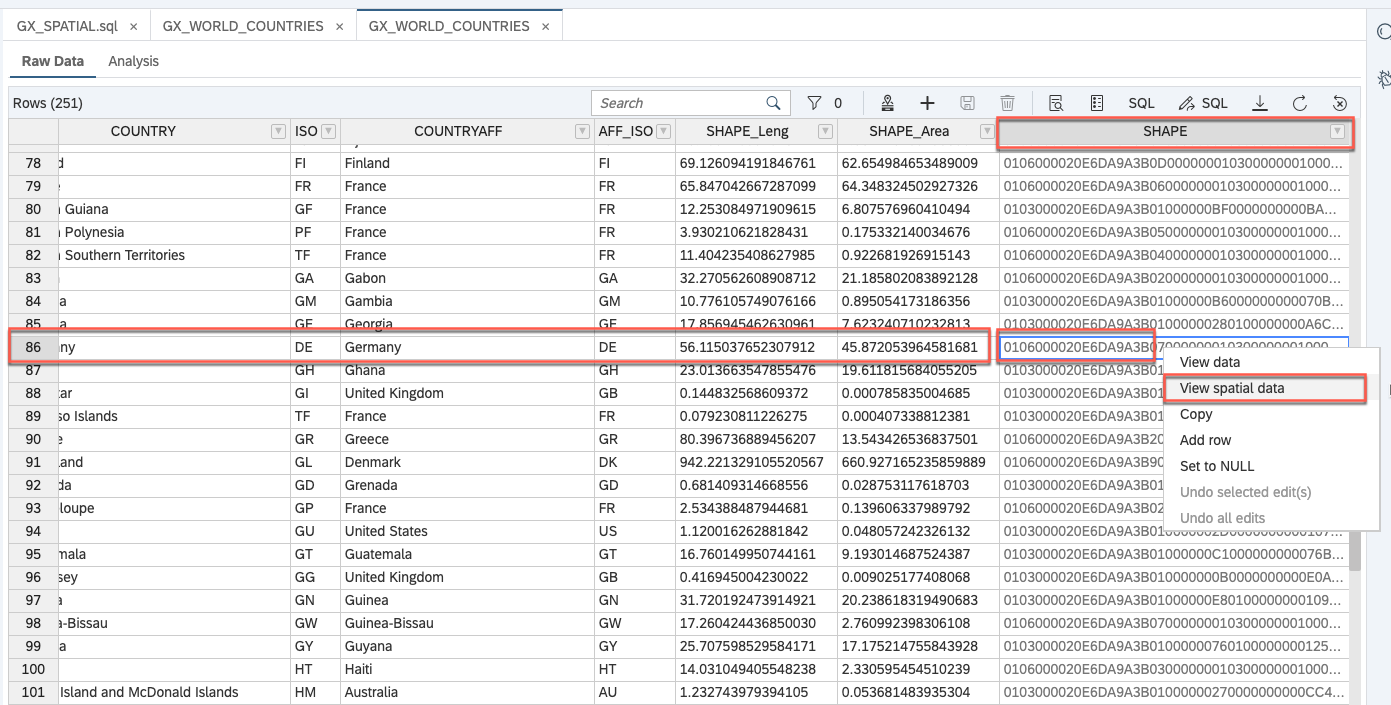 GX_SPATIAL.sql × GX_WORLD_COUNTRIES × GX_WORLD_COUNTRIES ×
Raw Data Analysis
Rows (251) Search 0 SQL SQL
COUNTRY ISO COUNTRYAFF AFF_ISO SHAPE_Leng SHAPE_Area SHAPE
78 d FI Finland FI 69.126094191846761 62.654984653489009 0106000020E6DA9A3B0D000000010300000001000...
79 FR France FR 65.847042667287099 64.348324502927326 0106000020E6DA9A3B06000000010300000001000...
80 Guiana GF France FR 12.253084971909615 6.807576960410494 0103000020E6DA9A3B01000000BF0000000000BA...
81 Polynesia PF France FR 3.930210621828431 0.175332140034676 0106000020E6DA9A3B05000000010300000001000...
82 Southern Territories TF France FR 11.404235408627985 0.922681926915143 0106000020E6DA9A3B04000000010300000001000...
83 GA Gabon GA 32.270562608908712 21.185802083892128 0106000020E6DA9A3B02000000010300000001000...
84 a GM Gambia GM 10.776105749076166 0.895054173186356 0103000020E6DA9A3B01000000B6000000000070B...
85 a GE Georgia GE 17.856945462630961 7.623240710232813 0103000020E6DA9A3B010000000280100000000A6C...
86 ny DE Germany DE 56.115037652307912 45.872053964581681 0106000020E6DA9A3B07000000010300000001000
View data
87 GH Ghana GH 23.013663547855476 19.611815684055205 0103000020E6DA9A3B01
View spatial data
88 ar GI United Kingdom GB 0.144832568609372 0.000785835004685 0103000020E6DA9A3B01
89 so Islands TF France FR 0.079230811226275 0.000407338812381 0103000020E6DA9A3B01
Copy
90 e GR Greece GR 80.396736889456207 13.543426536837501 0106000020E6DA9A3B20
Add row
91 land GL Denmark DK 942.221329105520567 660.927165235859889 0106000020E6DA9A3B90
Set to NULL
92 da GD Grenada GD 0.681409314668556 0.028753117618703 0103000020E6DA9A3B01
Undo selected edit(s)
93 loupe GP France FR 2.534388487944681 0.139606337989792 0106000020E6DA9A3B02
Undo all edits
94 GU United States US 1.120016262881842 0.048057242326132
95 mala GT Guatemala GT 16.760149950744161 9.193014687524387 0103000020E6DA9A3B01000000C1000000000076B...
96 sey GG United Kingdom GB 0.416945004230022 0.009025177408068 0103000020E6DA9A3B010000000B0000000000E0A...
97 a GN Guinea GN 31.720192473914921 20.238618319490683 0103000020E6DA9A3B01000000E80100000000109...
98 a-Bissau GW Guinea-Bissau GW 17.260424436850030 2.760992398306108 0106000020E6DA9A3B07000000010300000001000...
99 a GY Guyana GY 25.707598529584171 17.175214755843928 0103000020E6DA9A3B01000000760100000000125...
100 HT Haiti HT 14.031049405548238 2.330595454510239 0106000020E6DA9A3B03000000010300000001000...
101 Island and McDonald Islands HM Australia AU 1.232743979394105 0.053681483935304 0103000020E6DA9A3B01000000270000000000CC4...